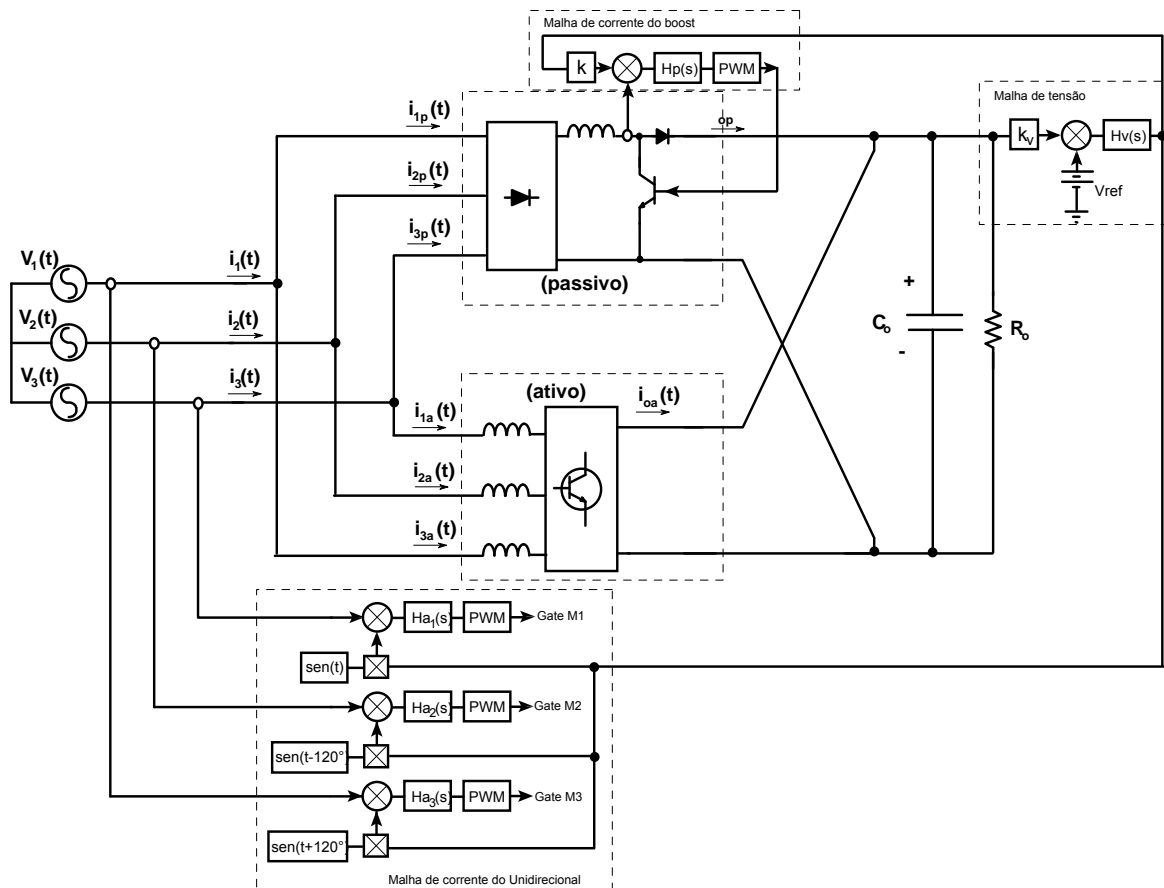 Malha de corrente do boost
k
Hp(s)
PWM
i1p(t)
op
Malha de tensão
kv
Hv(s)
Vref
i2p(t)
i3p(t)
V1(t)
i1(t)
(passivo)
V2(t)
i2(t)
+
Co
-
Ro
V3(t)
i3(t)
(ativo)
ioa(t)
i1a(t)
i2a(t)
i3a(t)
Ha1(s)
PWM
Gate M1
sen(t)
Ha2(s)
PWM
Gate M2
sen(t-120°)
Ha3(s)
PWM
Gate M3
sen(t+120°)
Malha de corrente do Unidirecional